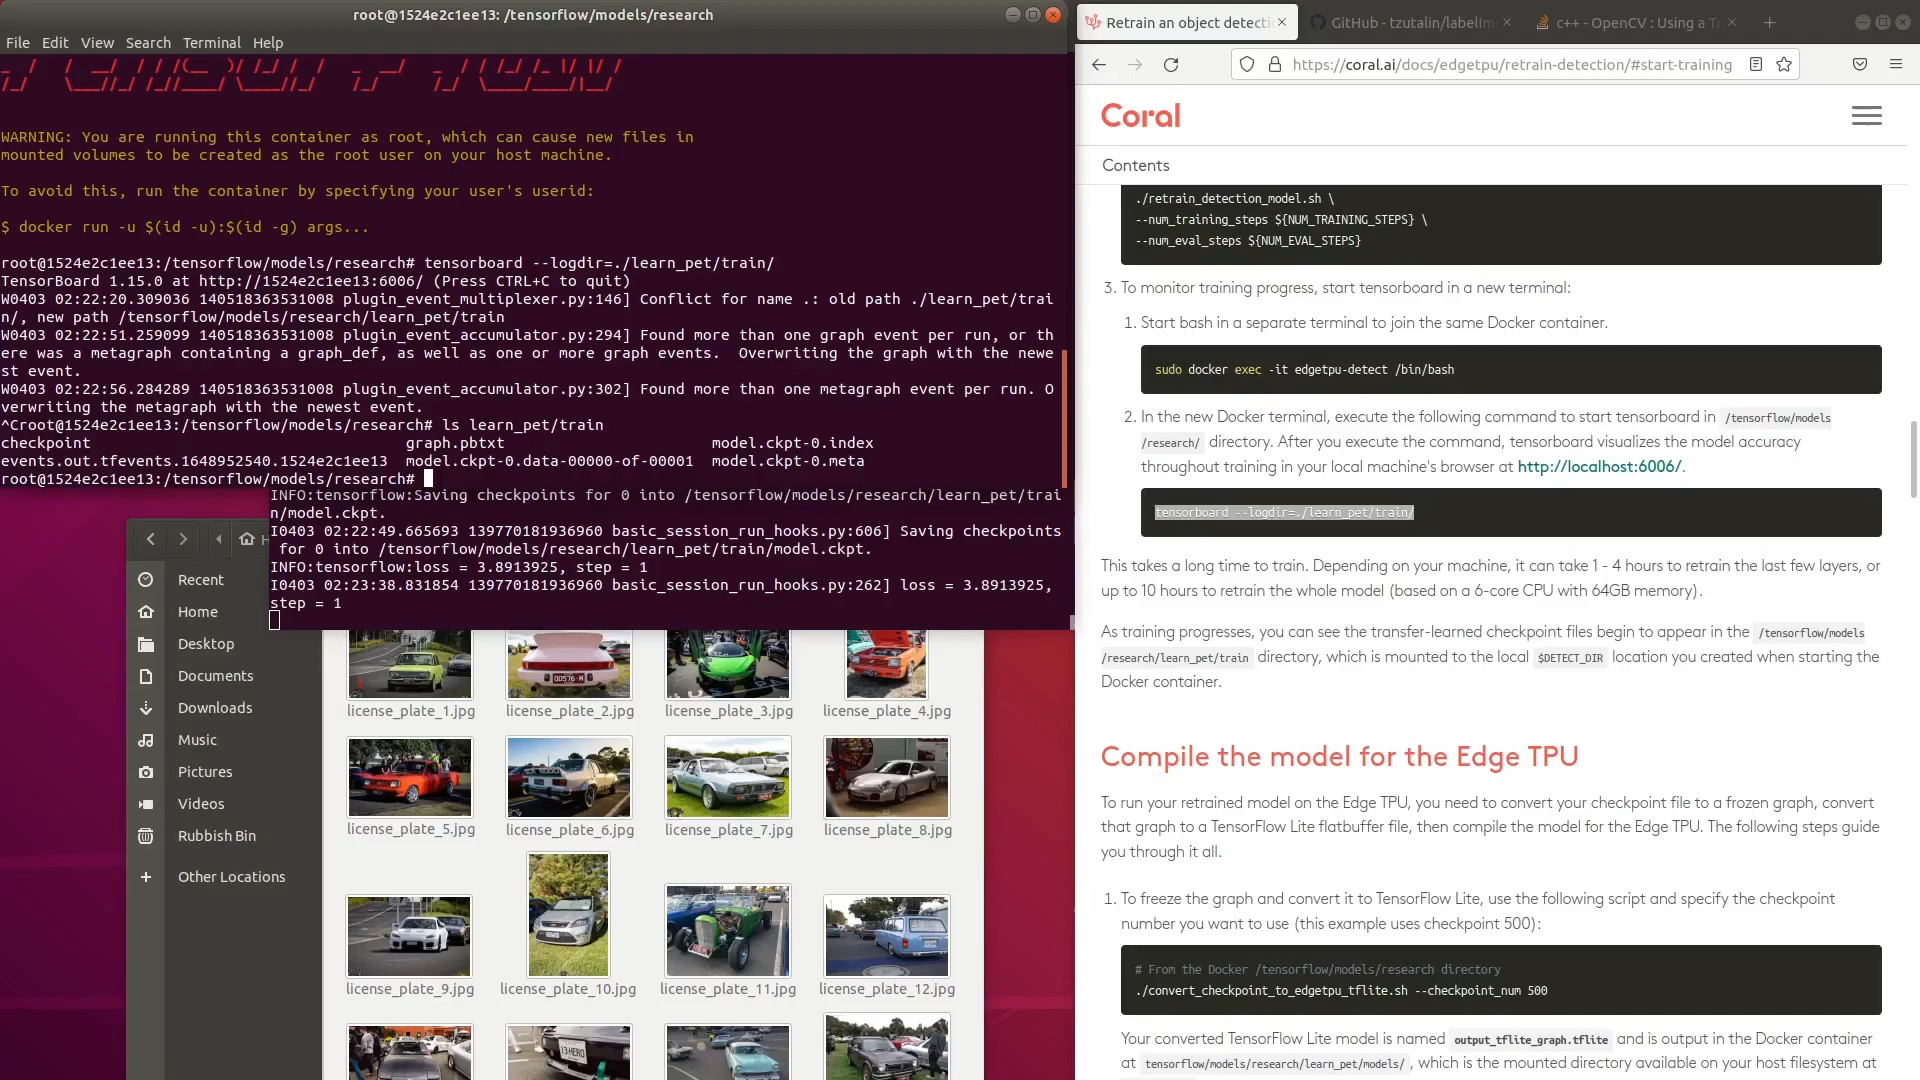 root@1524e2c1ee13: /tensorflow/models/research
File Edit View Search Terminal Help
WARNING: You are running this container as root, which can cause new files in
mounted volumes to be created as the root user on your host machine.
To avoid this, run the container by specifying your user's userid:
$ docker run -u $(id -u):$(id -g) args...
root@1524e2c1ee13:/tensorflow/models/research# tensorboard --logdir=./learn_pet/train/
TensorBoard 1.15.0 at http://1524e2c1ee13:6006/ (Press CTRL+C to quit)
W0403 02:22:20.309036 140518363531008 plugin_event_multiplexer.py:146] Conflict for name .: old path ./learn_pet/trai
n/, new path /tensorflow/models/research/learn_pet/train
W0403 02:22:51.259099 140518363531008 plugin_event_accumulator.py:294] Found more than one graph event per run, or th
ere was a metagraph containing a graph_def, as well as one or more graph events.  Overwriting the graph with the newe
st event.
W0403 02:22:56.284289 140518363531008 plugin_event_accumulator.py:302] Found more than one metagraph event per run. O
verwriting the metagraph with the newest event.
^Croot@1524e2c1ee13:/tensorflow/models/research# ls learn_pet/train
checkpoint graph.pbtxt model.ckpt-0.index
events.out.tfevents.1648952540.1524e2c1ee13 model.ckpt-0.data-00000-of-00001 model.ckpt-0.meta
root@1524e2c1ee13:/tensorflow/models/research#
INFO:tensorflow:Saving checkpoints for 0 into /tensorflow/models/research/learn_pet/trai
n/model.ckpt.
I0403 02:22:49.665693 139770181936960 basic_session_run_hooks.py:606] Saving checkpoints
for 0 into /tensorflow/models/research/learn_pet/train/model.ckpt.
INFO:tensorflow:loss = 3.8913925, step = 1
I0403 02:23:38.831854 139770181936960 basic_session_run_hooks.py:262] loss = 3.8913925,
step = 1
H
Recent
Home
Desktop
Documents
Downloads
Music
Pictures
Videos
Rubbish Bin
Other Locations
00576·M
license_plate_1.jpg license_plate_2.jpg license_plate_3.jpg license_plate_4.jpg
license_plate_5.jpg license_plate_6.jpg license_plate_7.jpg license_plate_8.jpg
license_plate_9.jpg license_plate_10.jpg license_plate_11.jpg license_plate_12.jpg
Retrain an object detecti
GitHub - tzutalin/labelIm
c++ - OpenCV : Using a Tr
https://coral.ai/docs/edgetpu/retrain-detection/#start-training
Coral
Contents
./retrain_detection_model.sh \
--num_training_steps ${NUM_TRAINING_STEPS} \
--num_eval_steps ${NUM_EVAL_STEPS}
3. To monitor training progress, start tensorboard in a new terminal:
1. Start bash in a separate terminal to join the same Docker container.
sudo docker exec -it edgetpu-detect /bin/bash
2. In the new Docker terminal, execute the following command to start tensorboard in /tensorflow/models
/research/ directory. After you execute the command, tensorboard visualizes the model accuracy
throughout training in your local machine's browser at http://localhost:6006/.
tensorboard --logdir=./learn_pet/train/
This takes a long time to train. Depending on your machine, it can take 1 - 4 hours to retrain the last few layers, or
up to 10 hours to retrain the whole model (based on a 6-core CPU with 64GB memory).
As training progresses, you can see the transfer-learned checkpoint files begin to appear in the /tensorflow/models
/research/learn_pet/train directory, which is mounted to the local $DETECT_DIR location you created when starting the
Docker container.
Compile the model for the Edge TPU
To run your retrained model on the Edge TPU, you need to convert your checkpoint file to a frozen graph, convert
that graph to a TensorFlow Lite flatbuffer file, then compile the model for the Edge TPU. The following steps guide
you through it all.
1. To freeze the graph and convert it to TensorFlow Lite, use the following script and specify the checkpoint
number you want to use (this example uses checkpoint 500):
# From the Docker /tensorflow/models/research directory
./convert_checkpoint_to_edgetpu_tflite.sh --checkpoint_num 500
Your converted TensorFlow Lite model is named output_tflite_graph.tflite and is output in the Docker container
at tensorflow/models/research/learn_pet/models/ , which is the mounted directory available on your host filesystem at